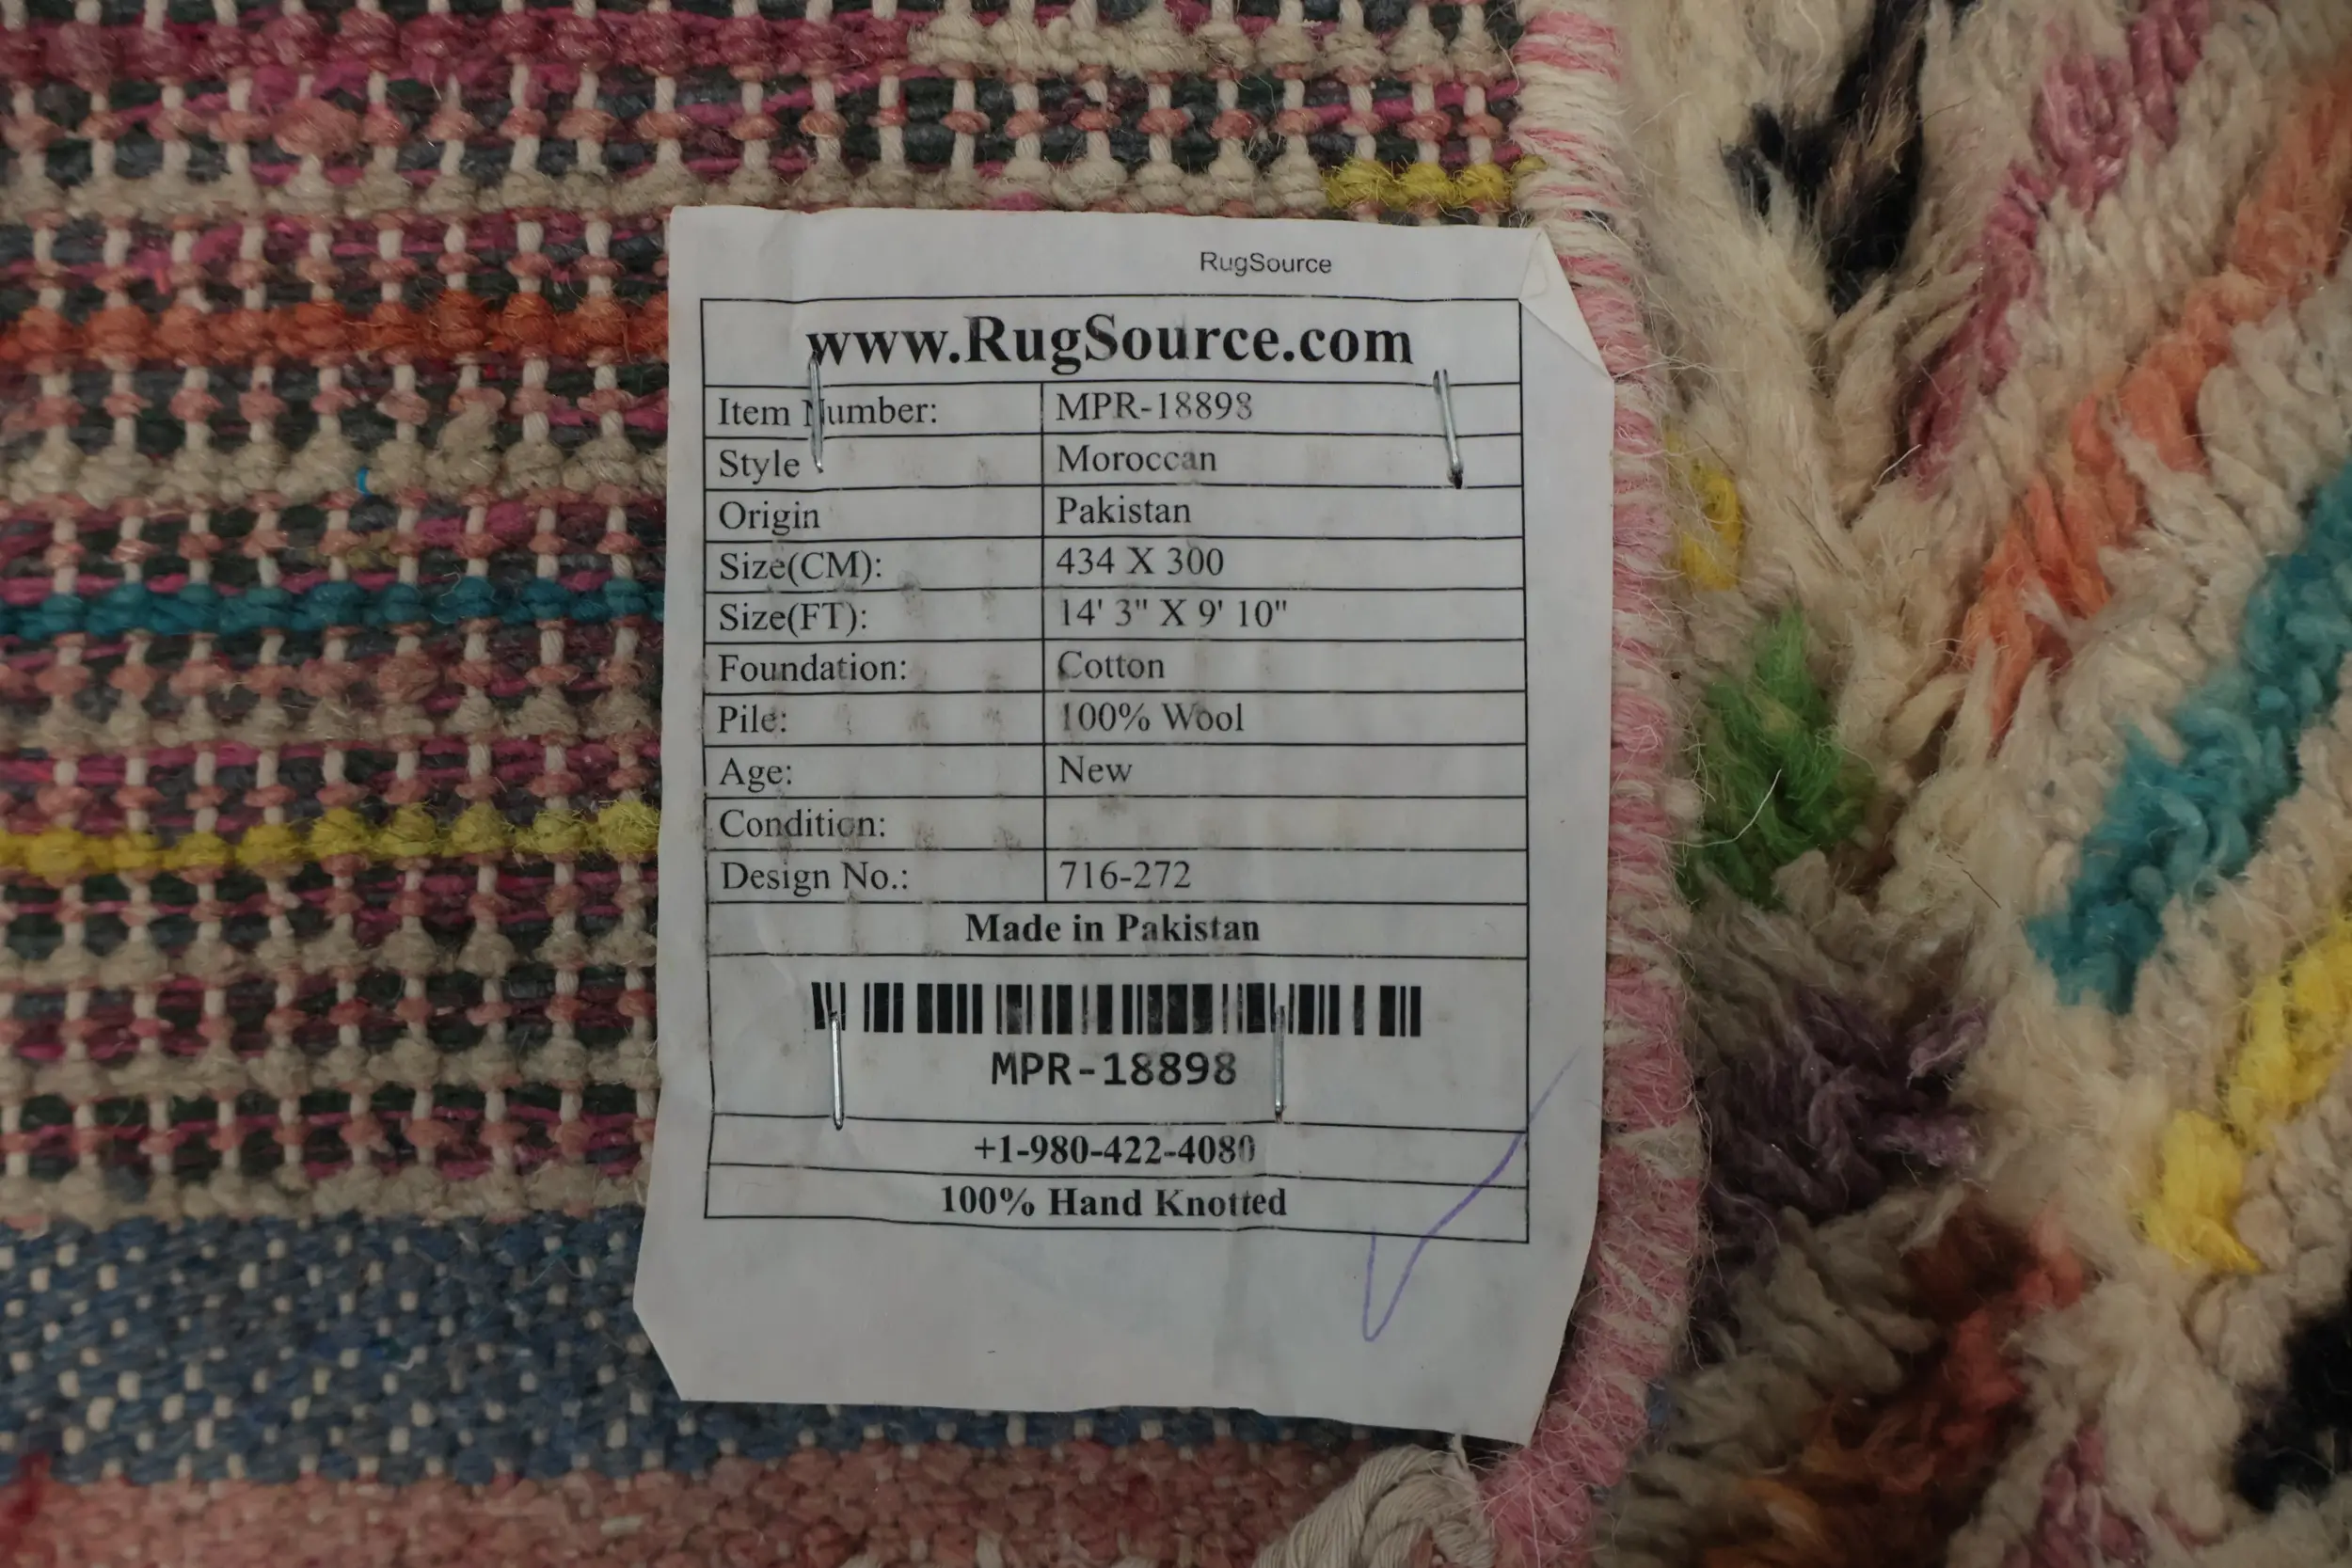 RugSource
www.RugSource.com
Item Number: MPR-18898
Style Moroccan
Origin Pakistan
Size(CM): 434 X 300
Size(FT): 14' 3" X 9' 10"
Foundation: Cotton
Pile: 100% Wool
Age: New
Condition:
Design No.: 716-272
Made in Pakistan
MPR-18898
+1-980-422-4080
100% Hand Knotted